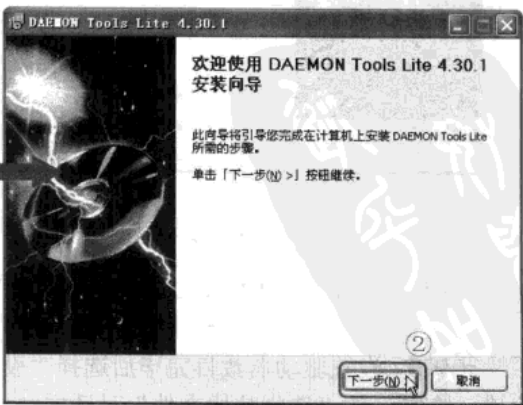 DAEMON Tools Lite 4.30.1
欢迎使用 DAEMON Tools Lite 4.30.1
安装向导
此向导将引导您完成在计算机上安装 DAEMON Tools Lite
所需的步骤。
单击「下一步(N) >」按钮继续。
②
下一步(N)
取消